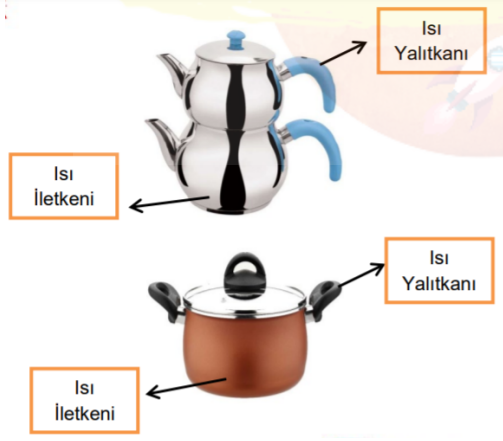 Isı
Yalıtkanı
Isı
İletkeni
Isı
Yalıtkanı
Isı
İletkeni